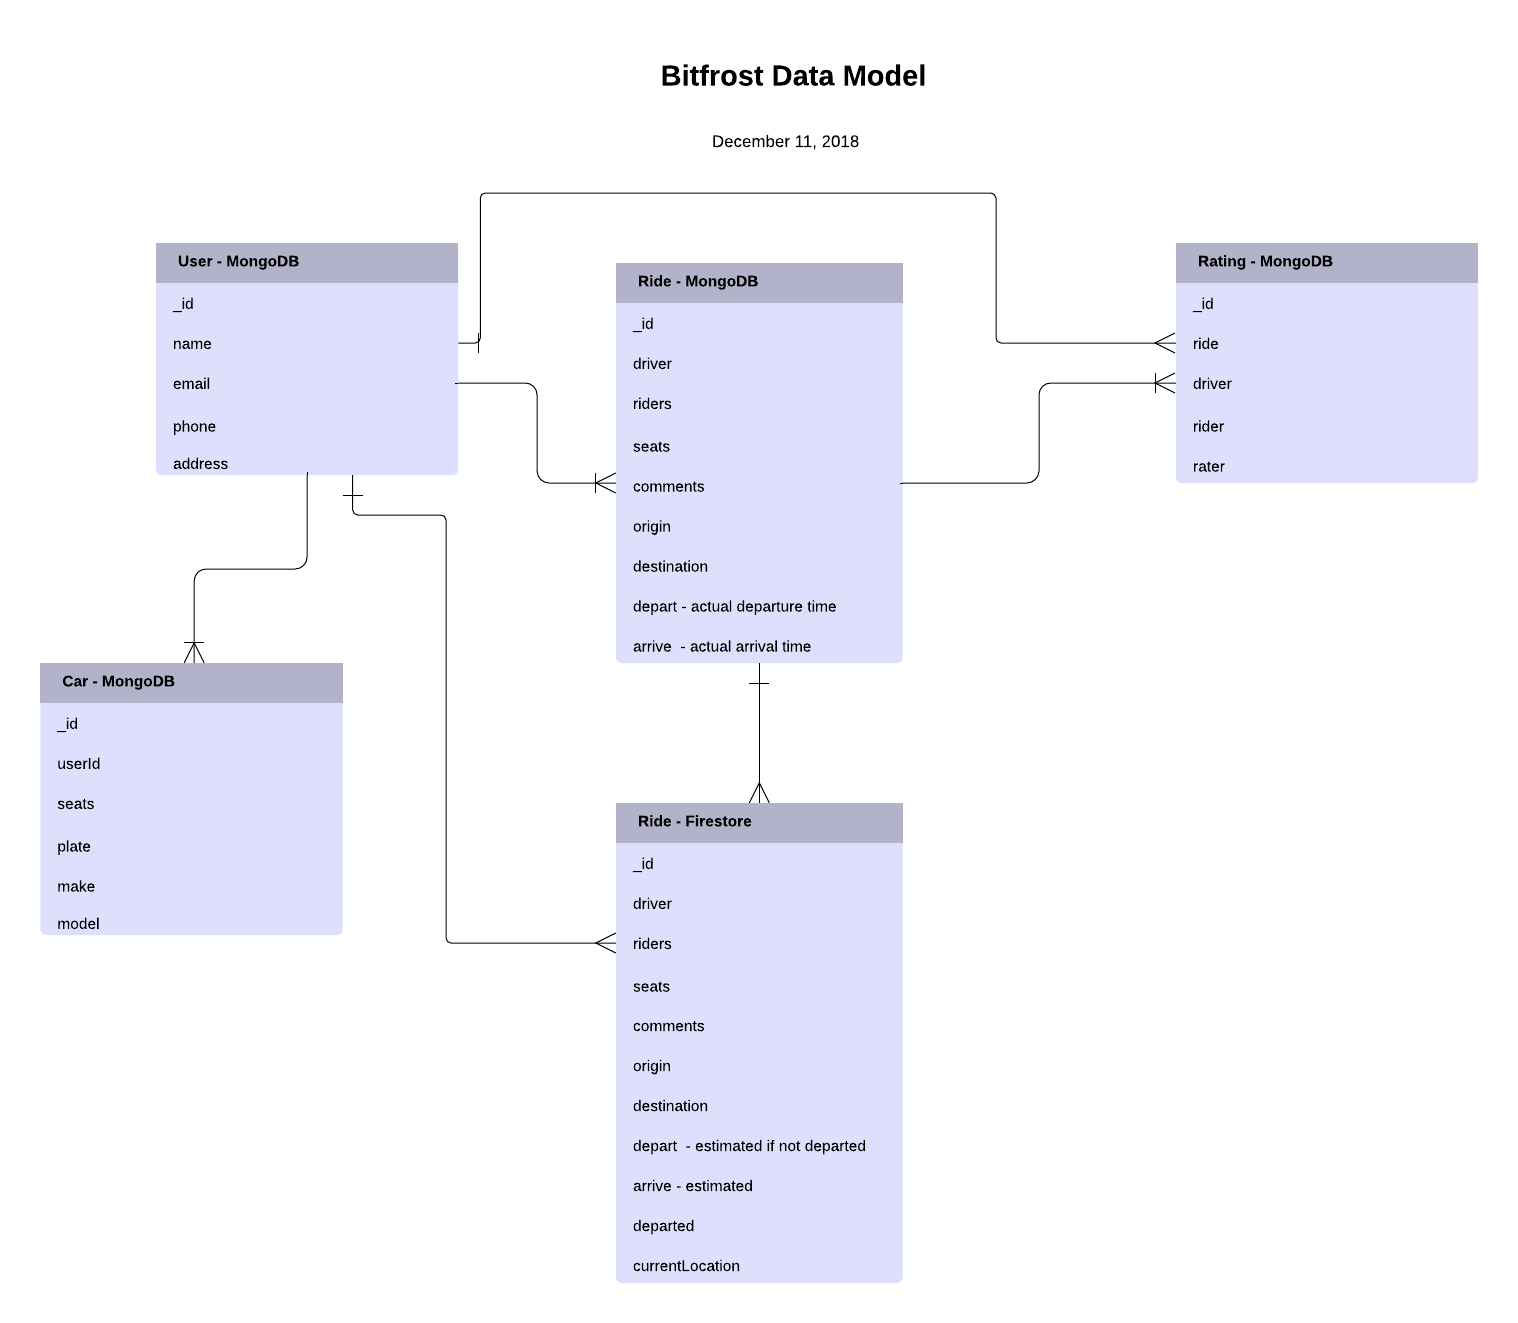 Bitfrost Data Model
December 11, 2018
User - MongoDB
_id
name
email
phone
address
Ride - MongoDB
_id
driver
riders
seats
comments
origin
destination
depart - actual departure time
arrive  - actual arrival time
Rating - MongoDB
_id
ride
driver
rider
rater
Car - MongoDB
_id
userId
seats
plate
make
model
Ride - Firestore
_id
driver
riders
seats
comments
origin
destination
depart  - estimated if not departed
arrive - estimated
departed
currentLocation